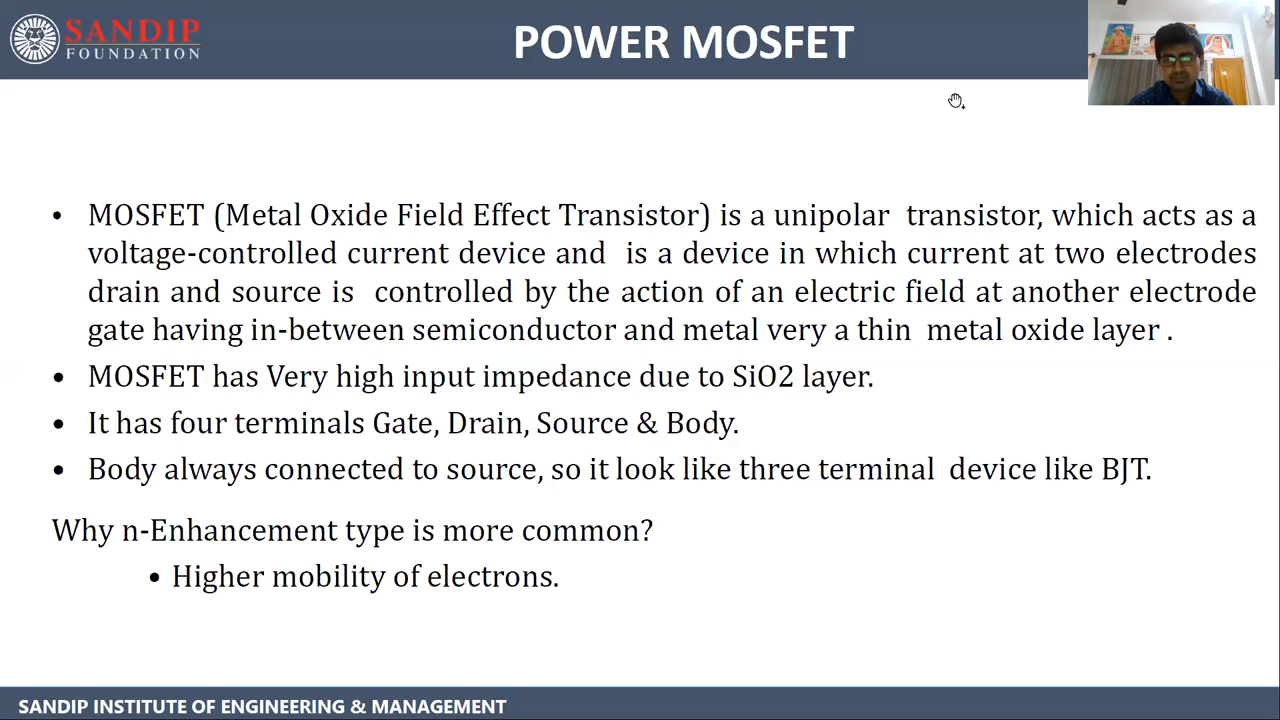 SANDIP
FOUNDATION
POWER MOSFET
• MOSFET (Metal Oxide Field Effect Transistor) is a unipolar transistor, which acts as a
voltage-controlled current device and is a device in which current at two electrodes
drain and source is controlled by the action of an electric field at another electrode
gate having in-between semiconductor and metal very a thin metal oxide layer .
• MOSFET has Very high input impedance due to SiO2 layer.
• It has four terminals Gate, Drain, Source & Body.
• Body always connected to source, so it look like three terminal device like BJT.
Why n-Enhancement type is more common?
• Higher mobility of electrons.
SANDIP INSTITUTE OF ENGINEERING & MANAGEMENT